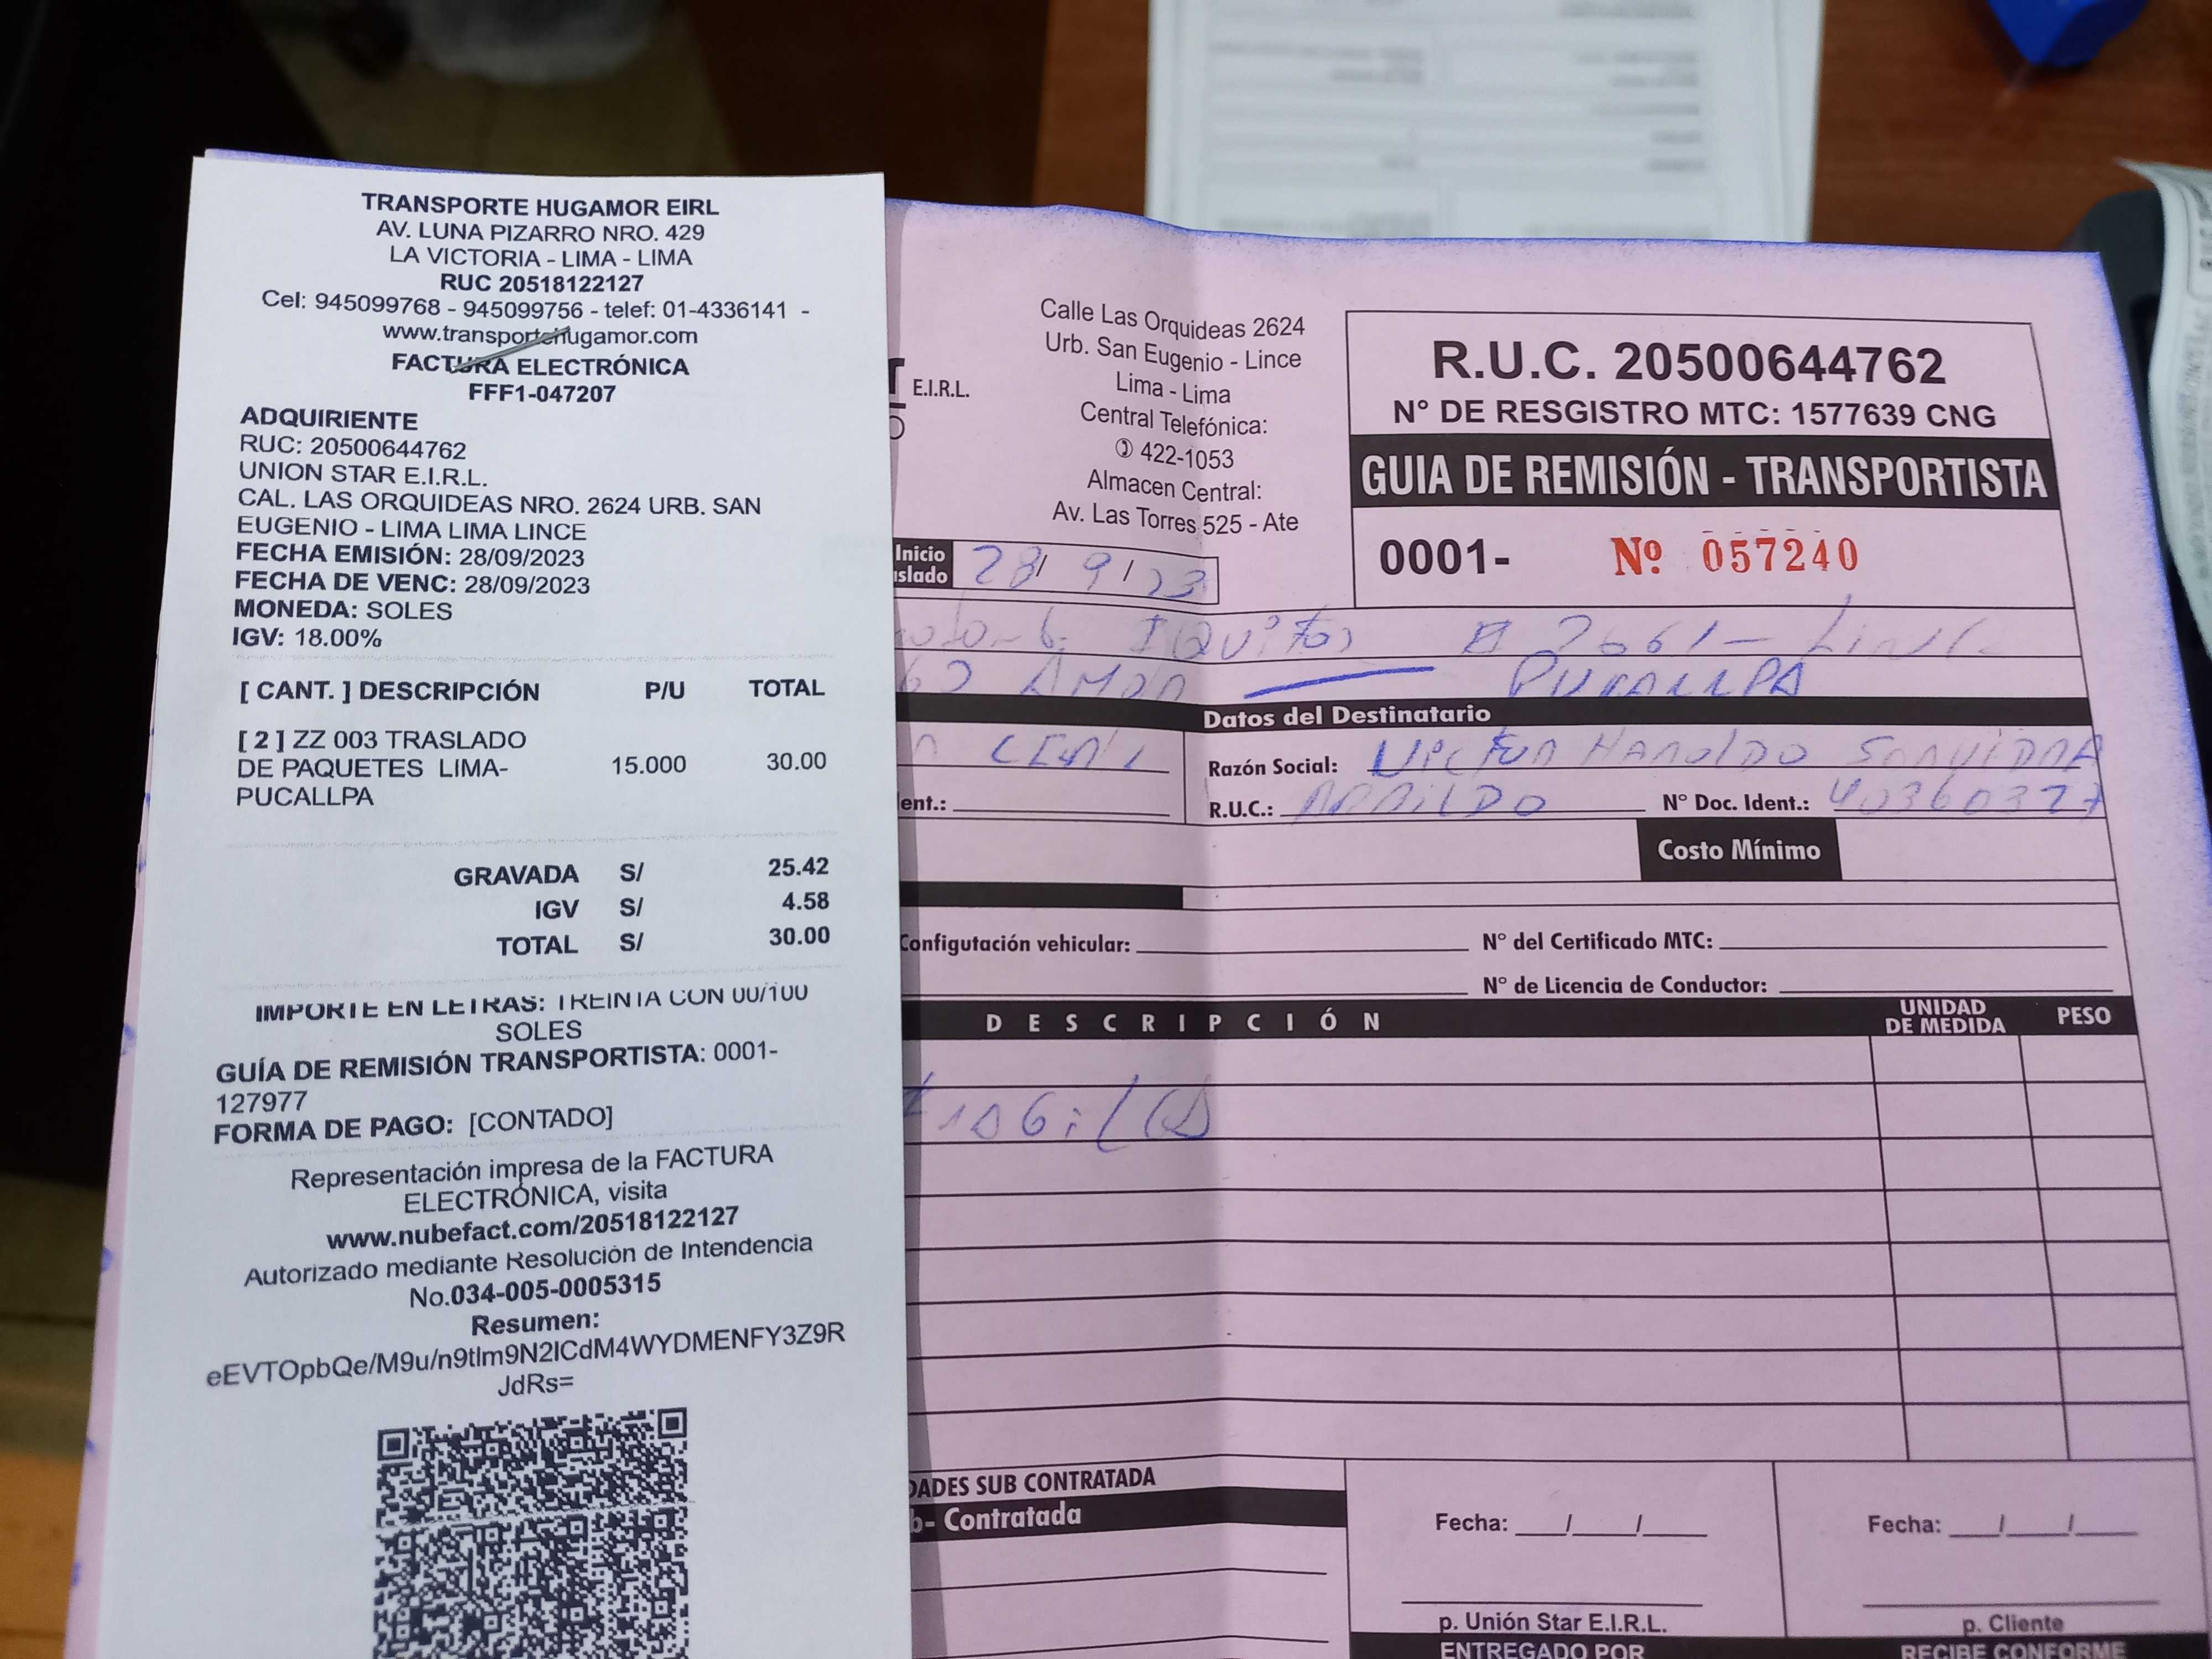 TRANSPORTE HUGAMOR EIRL
AV. LUNA PIZARRO NRO. 429
LA VICTORIA - LIMA - LIMA
RUC 20518122127
Cel: 945099768 - 945099756 - telef: 01-4336141 -
www.transportehugamor.com
FACTURA ELECTRÓNICA
FFF1-047207
ADQUIRIENTE
RUC: 20500644762
UNION STAR E.I.R.L.
CAL. LAS ORQUIDEAS NRO. 2624 URB. SAN
EUGENIO - LIMA LIMA LINCE
FECHA EMISIÓN: 28/09/2023
FECHA DE VENC: 28/09/2023
MONEDA: SOLES
IGV: 18.00%
[ CANT. ] DESCRIPCIÓN P/U TOTAL
[ 2 ] ZZ 003 TRASLADO
DE PAQUETES LIMA- 15.000 30.00
PUCALLPA
GRAVADA S/ 25.42
IGV S/ 4.58
TOTAL S/ 30.00
IMPORTE EN LETRAS: TREINTA CON 00/100
SOLES
GUÍA DE REMISIÓN TRANSPORTISTA: 0001-
127977
FORMA DE PAGO: [CONTADO]
Representación impresa de la FACTURA
ELECTRÓNICA, visita
www.nubefact.com/20518122127
Autorizado mediante Resolución de Intendencia
No.034-005-0005315
Resumen:
eEVTOpbQe/M9u/n9tlm9N2lCdM4WYDMENFY3Z9R
JdRs=
E.I.R.L.
Calle Las Orquideas 2624
Urb. San Eugenio - Lince
Lima - Lima
Central Telefónica:
422-1053
Almacen Central:
Av. Las Torres 525 - Ate
R.U.C. 20500644762
N° DE RESGISTRO MTC: 1577639 CNG
GUIA DE REMISIÓN - TRANSPORTISTA
0001- Nº 057240
Inicio
slado 28/ 9 / 23
IQUITOS 2661 -
PUCALLPA
Datos del Destinatario
Razón Social: VICTOR HAROLDO
ent.: R.U.C.: N° Doc. Ident.: 40360377
Costo Mínimo
Configutación vehicular: N° del Certificado MTC:
N° de Licencia de Conductor:
DESCRIPCIÓN UNIDAD DE MEDIDA PESO
DADES SUB CONTRATADA
b- Contratada
Fecha: / / Fecha: / /
p. Unión Star E.I.R.L. p. Cliente
ENTREGADO POR RECIBE CONFORME